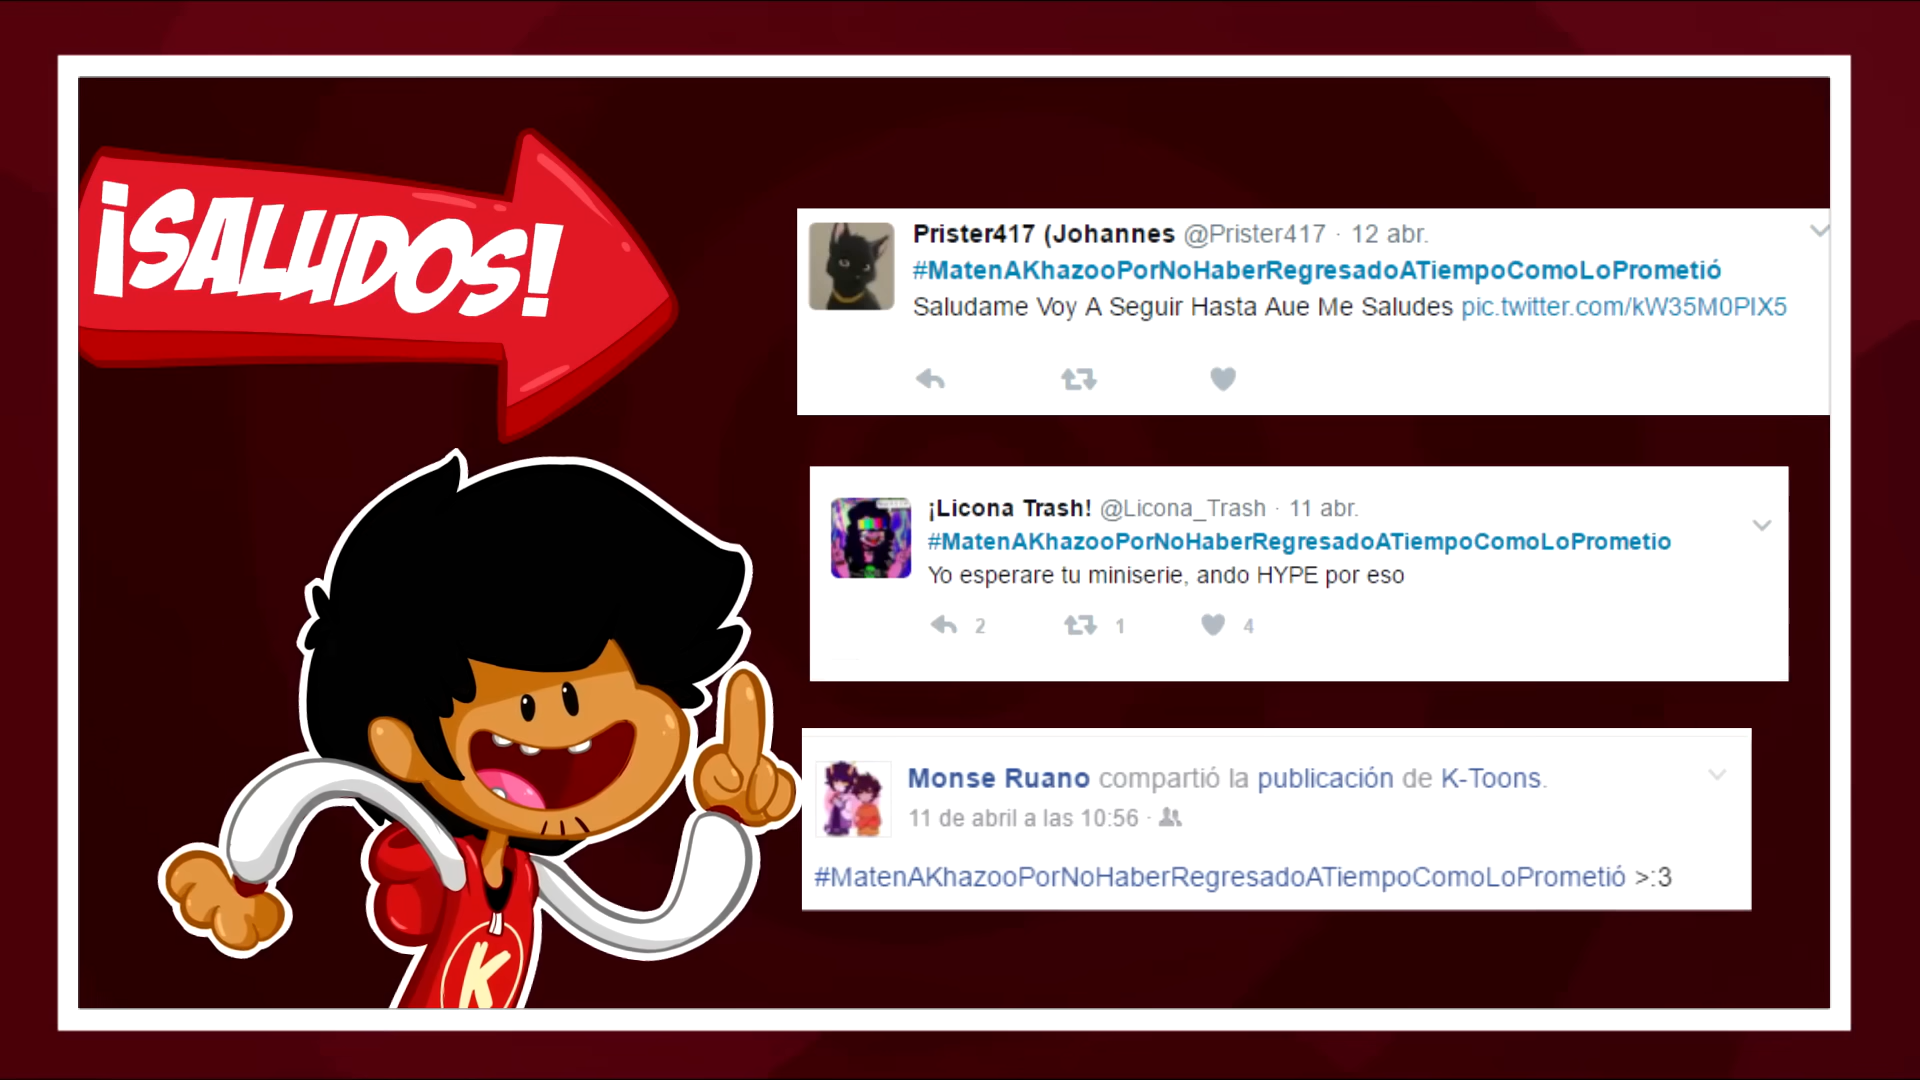 ¡SALUDOS!
Prister417 (Johannes @Prister417 · 12 abr.
#MatenAKhazooPorNoHaberRegresadoATiempoComoLoPrometió
Saludame Voy A Seguir Hasta Aue Me Saludes pic.twitter.com/kW35M0PIX5
¡Licona Trash! @Licona_Trash · 11 abr.
#MatenAKhazooPorNoHaberRegresadoATiempoComoLoPrometio
Yo esperare tu miniserie, ando HYPE por eso
2 1 4
Monse Ruano compartió la publicación de K-Toons.
11 de abril a las 10:56 ·
#MatenAKhazooPorNoHaberRegresadoATiempoComoLoPrometió >:3
K